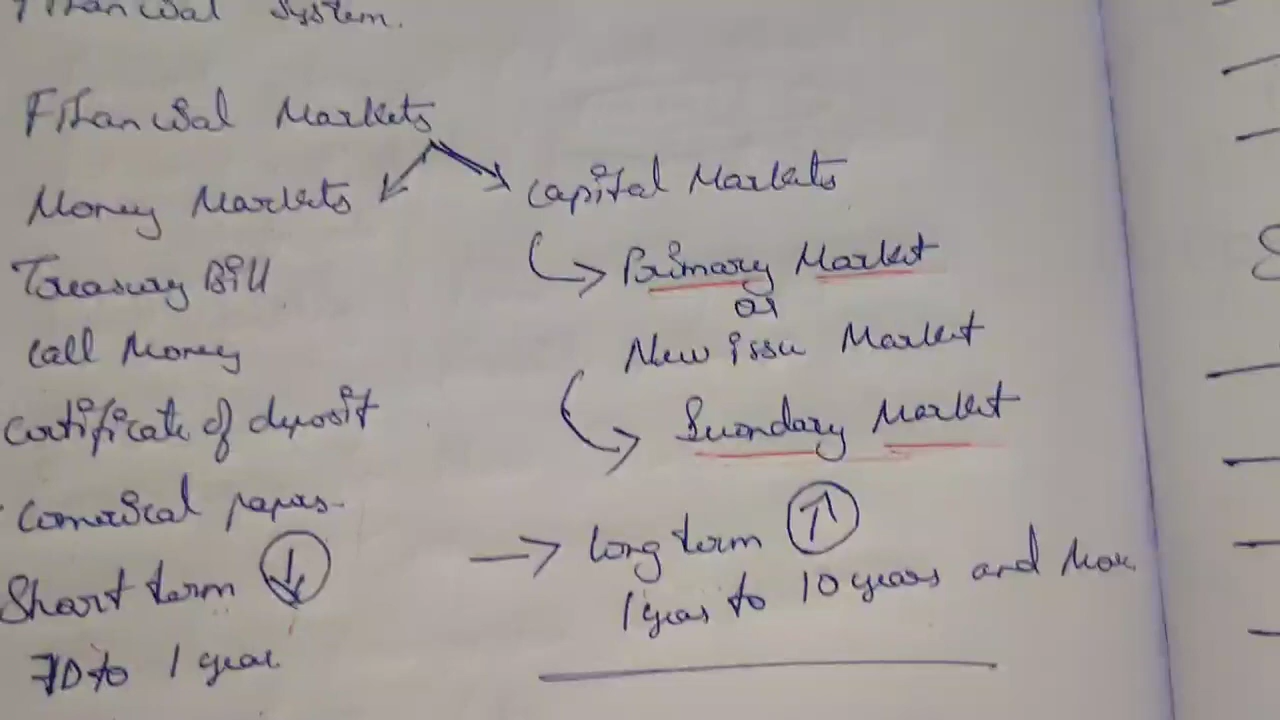 Financial System.
Financial Markets
Money Markets
Treasury Bill
Call Money
Certificate of deposit
Comercial papers-
Short term ↓
7D to 1 year.
Capital Markets
Primary Market
or
New issue Market
Secondary Market
→ long term ↑
1 year to 10 years and More